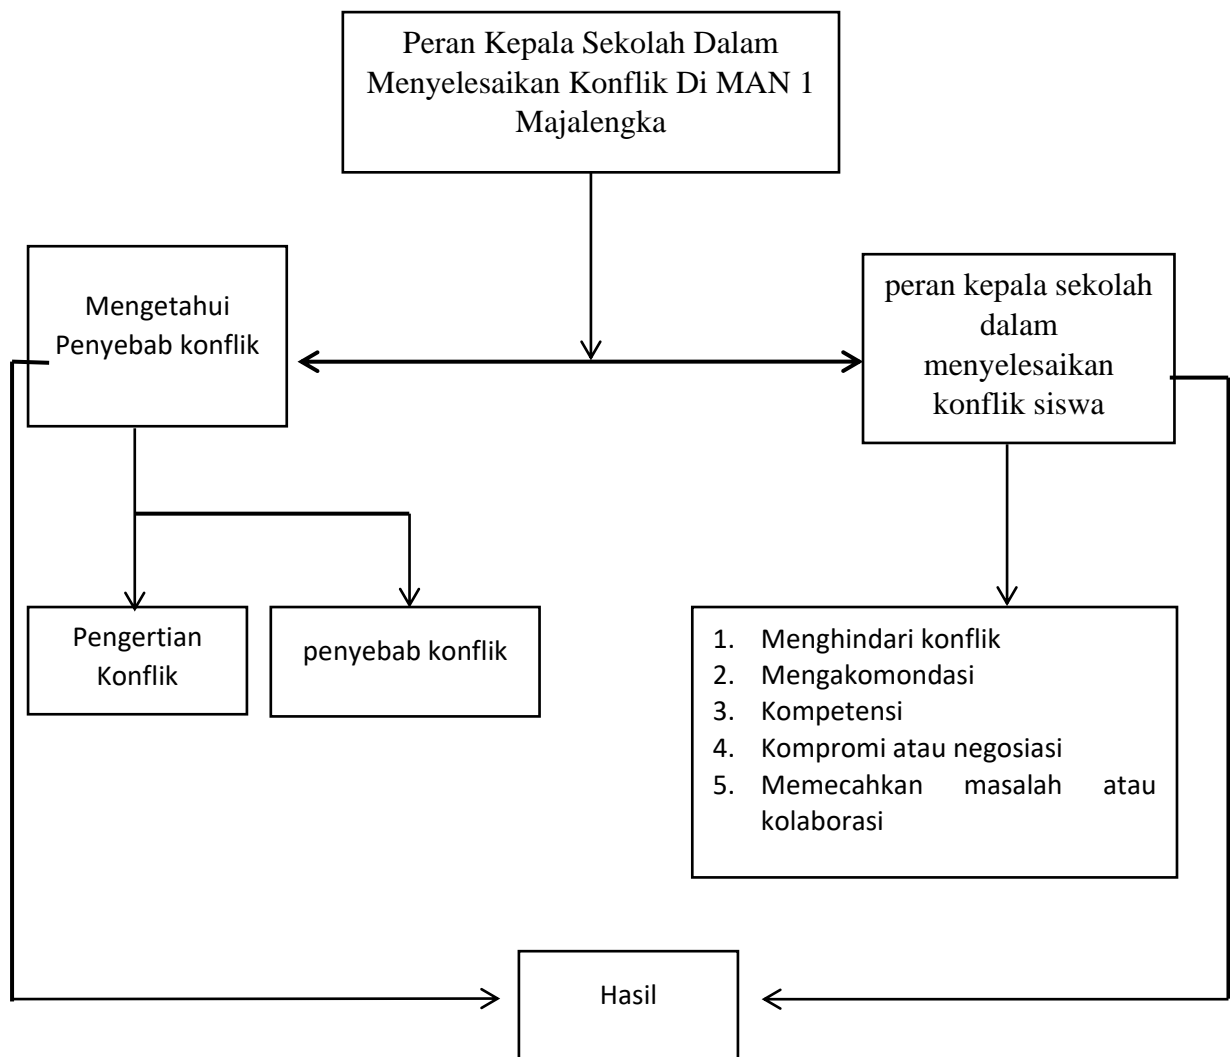 Peran Kepala Sekolah Dalam
Menyelesaikan Konflik Di MAN 1
Majalengka
Mengetahui
Penyebab konflik
peran kepala sekolah
dalam
menyelesaikan
konflik siswa
Pengertian
Konflik
penyebab konflik
1. Menghindari konflik
2. Mengakomondasi
3. Kompetensi
4. Kompromi atau negosiasi
5. Memecahkan masalah atau
kolaborasi
Hasil